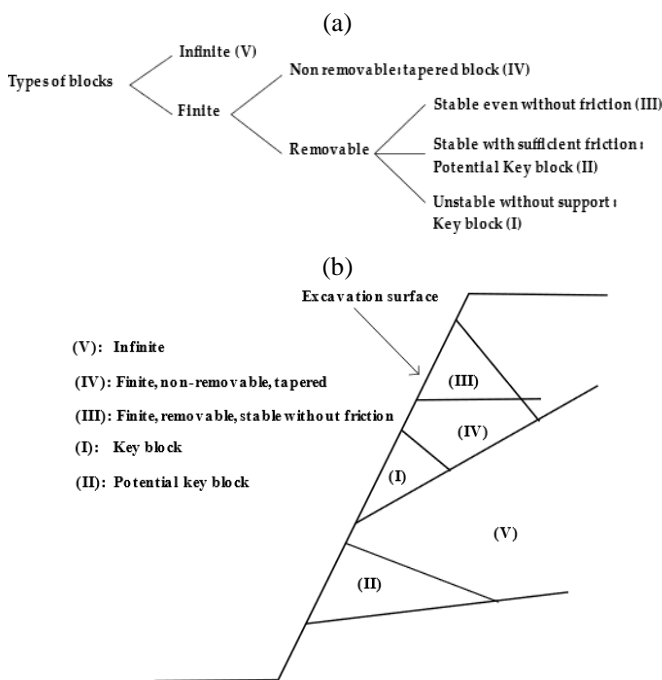 (a)
Infinite (V)
Types of blocks
Non removable: tapered block (IV)
Finite
Stable even without friction (III)
Removable
Stable with sufficient friction:
Potential Key block (II)
Unstable without support:
Key block (I)
(b)
Excavation surface
(V): Infinite
(IV): Finite, non-removable, tapered
(III): Finite, removable, stable without friction
(I): Key block
(II): Potential key block
(III)
(IV)
(I)
(V)
(II)